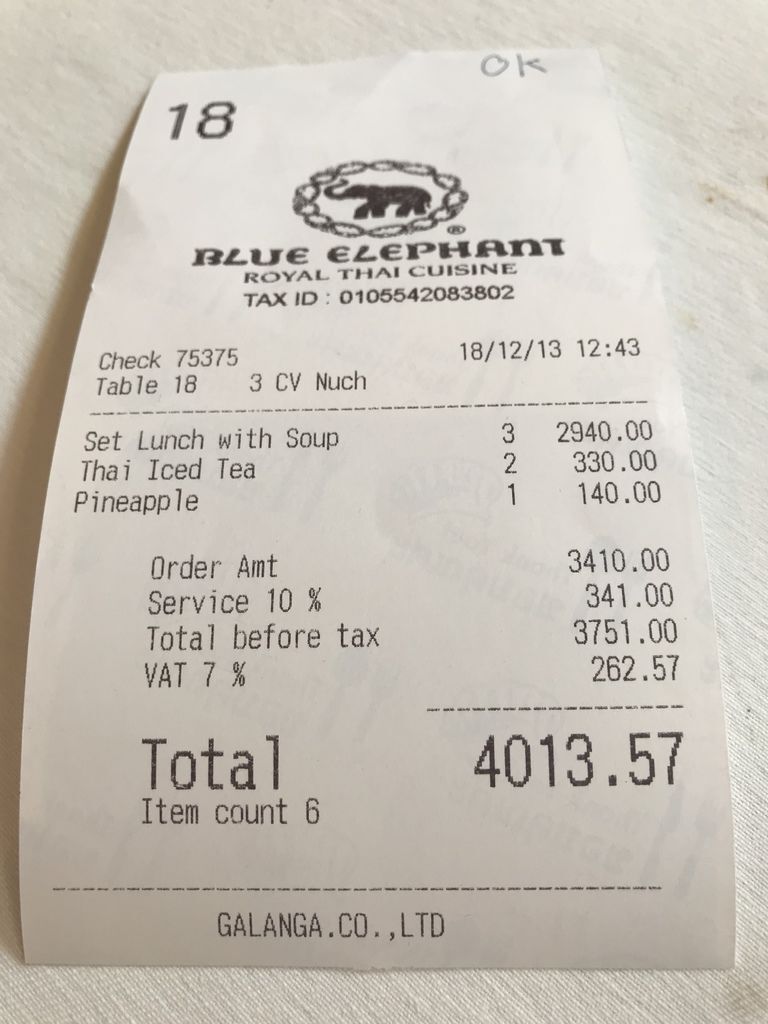 OK
18
BLUE ELEPHANT
ROYAL THAI CUISINE
TAX ID : 0105542083802
Check 75375 18/12/13 12:43
Table 18 3 CV Nuch
Set Lunch with Soup 3 2940.00
Thai Iced Tea 2 330.00
Pineapple 1 140.00
Order Amt 3410.00
Service 10 % 341.00
Total before tax 3751.00
VAT 7 % 262.57
Total 4013.57
Item count 6
GALANGA.CO.,LTD